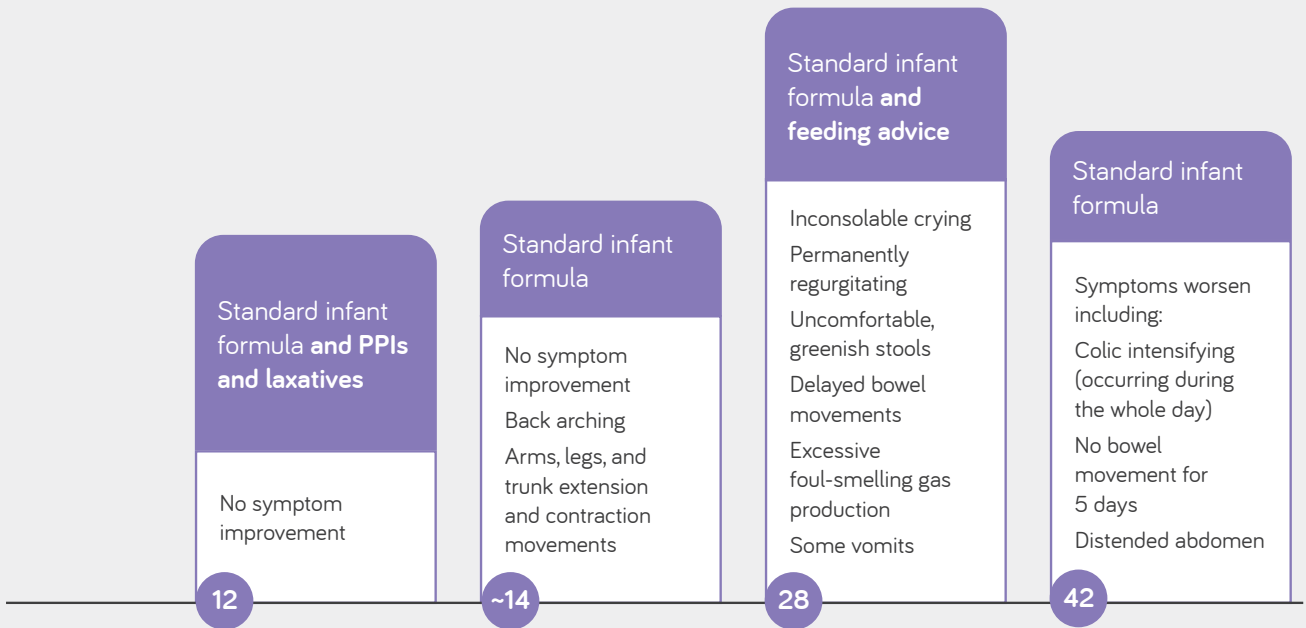 Standard infant
formula and PPIs
and laxatives
No symptom
improvement
12
Standard infant
formula
No symptom
improvement
Back arching
Arms, legs, and
trunk extension
and contraction
movements
~14
Standard infant
formula and
feeding advice
Inconsolable crying
Permanently
regurgitating
Uncomfortable,
greenish stools
Delayed bowel
movements
Excessive
foul-smelling gas
production
Some vomits
28
Standard infant
formula
Symptoms worsen
including:
Colic intensifying
(occurring during
the whole day)
No bowel
movement for
5 days
Distended abdomen
42